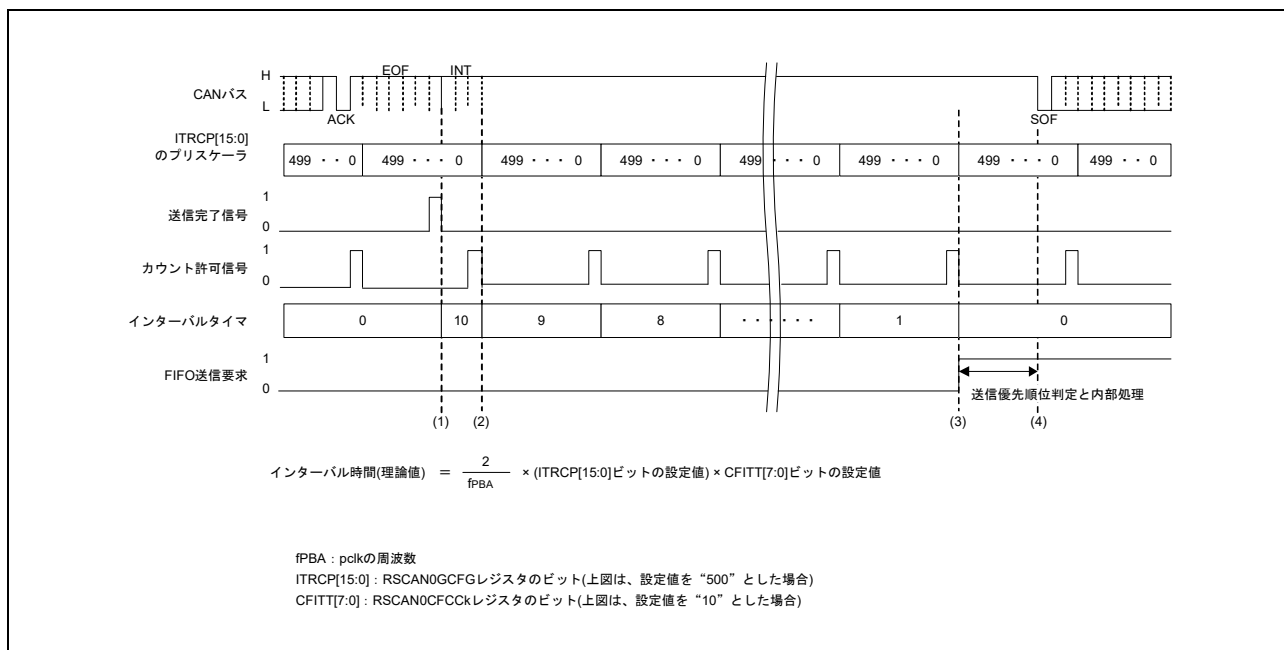 EOF INT
H
CANバス
L
ACK SOF
ITRCP[15:0]
のプリスケーラ
499 ・・ 0 499 ・・・ 0 499 ・・・ 0 499 ・・・ 0 499 ・・・ 0 499 ・・・ 0 499 ・・ 0 499 ・・ 0
1
送信完了信号
0
1
カウント許可信号
0
インターバルタイマ 0 10 9 8 ・・・・・・ 1 0
1
FIFO送信要求
0
送信優先順位判定と内部処理
(1) (2) (3) (4)
インターバル時間(理論値) = 2 / fPBA × (ITRCP[15:0]ビットの設定値) × CFITT[7:0]ビットの設定値
fPBA : pclkの周波数
ITRCP[15:0] : RSCAN0GCFGレジスタのビット(上図は、設定値を“500”とした場合)
CFITT[7:0] : RSCAN0CFCCkレジスタのビット(上図は、設定値を“10”とした場合)